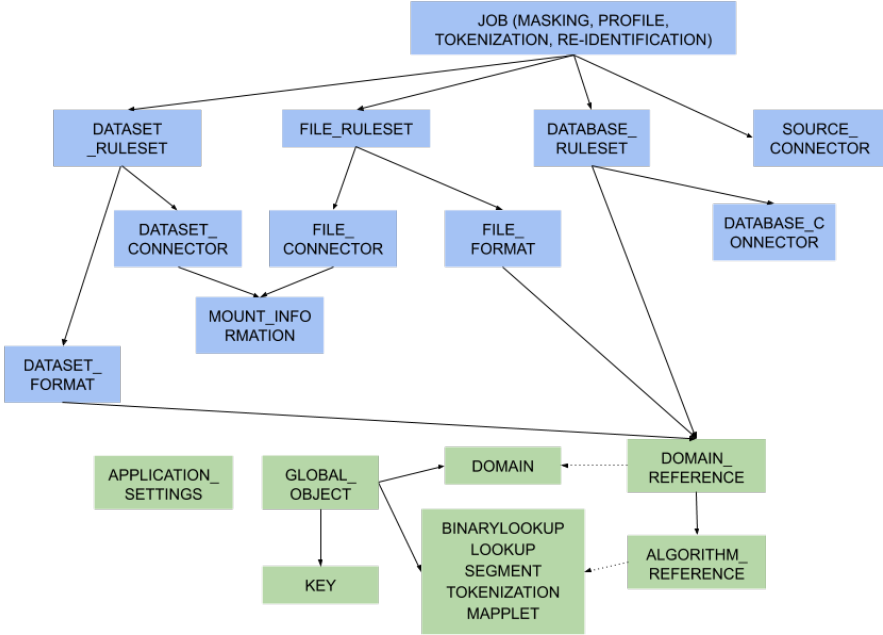 JOB (MASKING, PROFILE,
TOKENIZATION, RE-IDENTIFICATION)
DATASET
_RULESET
FILE_RULESET
DATABASE_
RULESET
SOURCE_
CONNECTOR
DATASET_
CONNECTOR
FILE_
CONNECTOR
FILE_
FORMAT
DATABASE_C
ONNECTOR
MOUNT_INFO
RMATION
DATASET_
FORMAT
APPLICATION_
SETTINGS
GLOBAL_
OBJECT
DOMAIN
DOMAIN_
REFERENCE
KEY
BINARYLOOKUP
LOOKUP
SEGMENT
TOKENIZATION
MAPPLET
ALGORITHM_
REFERENCE